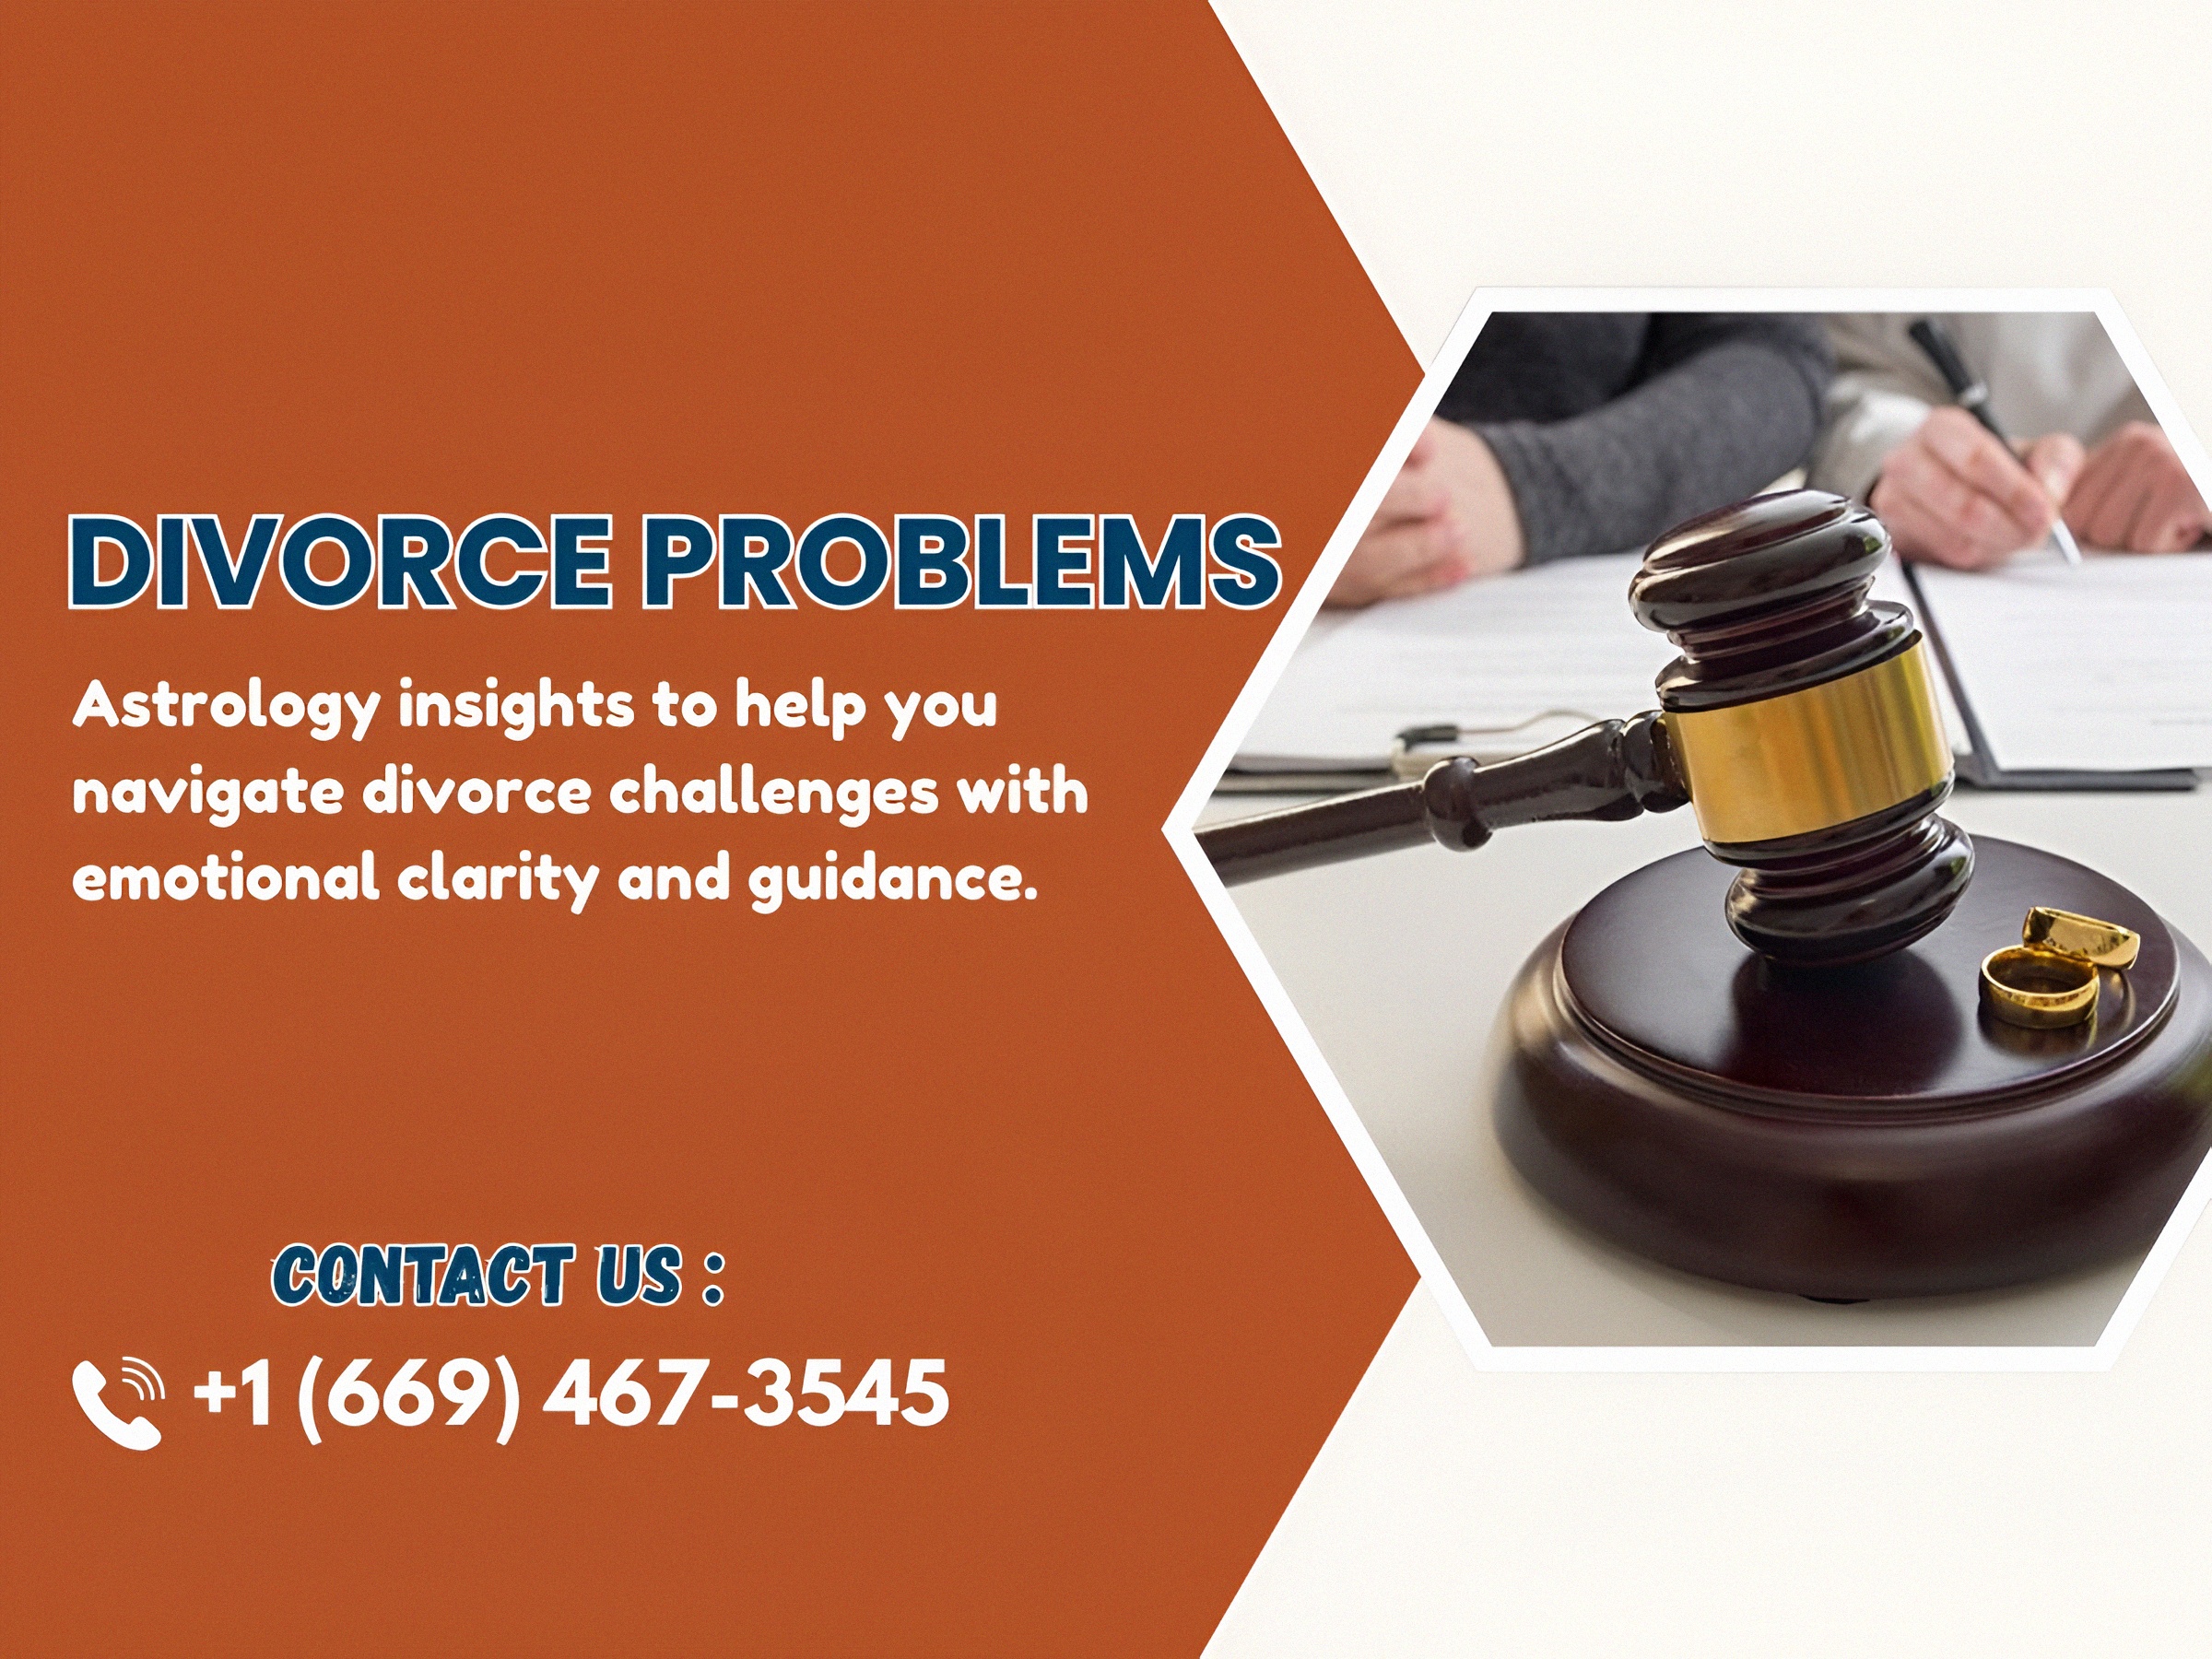 DIVORCE PROBLEMS
Astrology insights to help you
navigate divorce challenges with
emotional clarity and guidance.
CONTACT US :
+1 (669) 467-3545